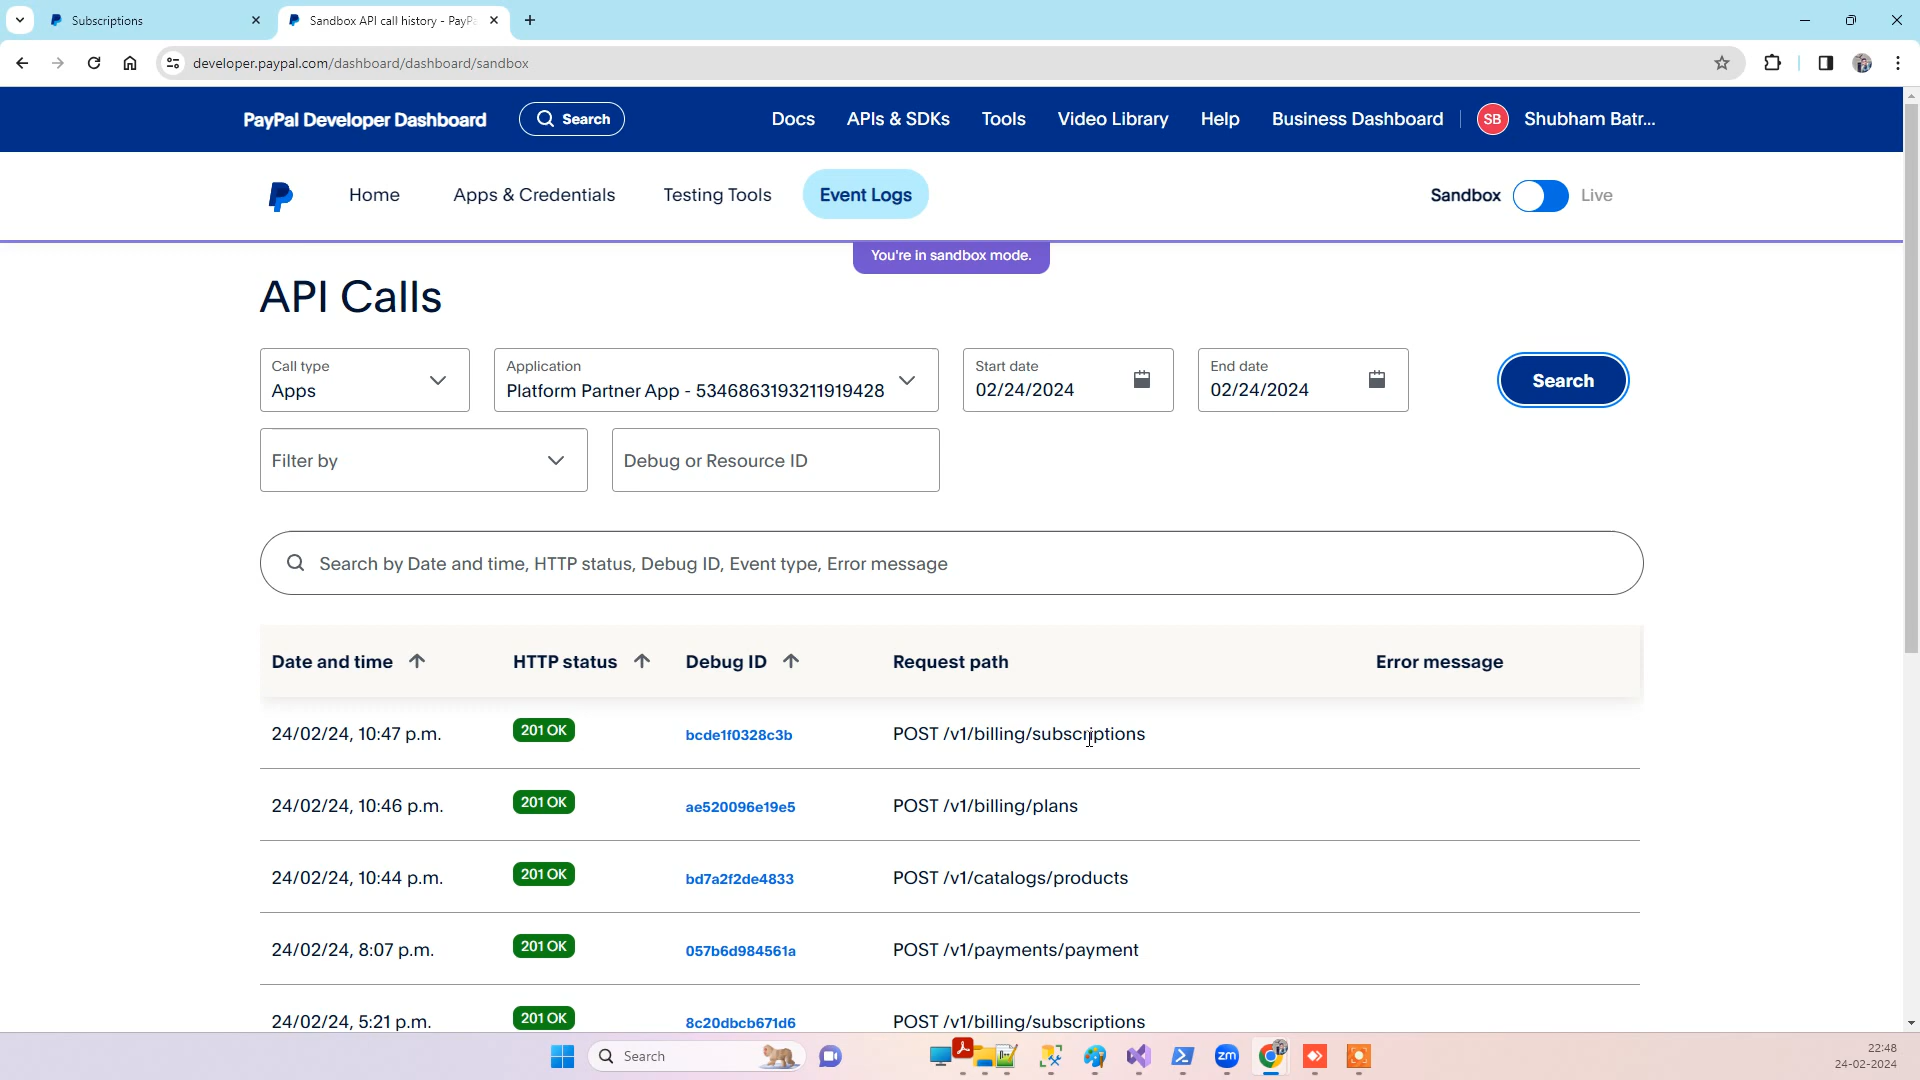 Subscriptions
Sandbox API call history - PayP
developer.paypal.com/dashboard/dashboard/sandbox
PayPal Developer Dashboard
Search
Docs
APIs & SDKs
Tools
Video Library
Help
Business Dashboard
SB
Shubham Batr...
Home
Apps & Credentials
Testing Tools
Event Logs
Sandbox
Live
You're in sandbox mode.
API Calls
Call type
Apps
Application
Platform Partner App - 5346863193211919428
Start date
02/24/2024
End date
02/24/2024
Search
Filter by
Debug or Resource ID
Search by Date and time, HTTP status, Debug ID, Event type, Error message
Date and time
HTTP status
Debug ID
Request path
Error message
24/02/24, 10:47 p.m.
201 OK
bcde1f0328c3b
POST /v1/billing/subscriptions
24/02/24, 10:46 p.m.
201 OK
ae520096e19e5
POST /v1/billing/plans
24/02/24, 10:44 p.m.
201 OK
bd7a2f2de4833
POST /v1/catalogs/products
24/02/24, 8:07 p.m.
201 OK
057b6d984561a
POST /v1/payments/payment
24/02/24, 5:21 p.m.
201 OK
8c20dbcb671d6
POST /v1/billing/subscriptions
Search
zm
22:48
24-02-2024